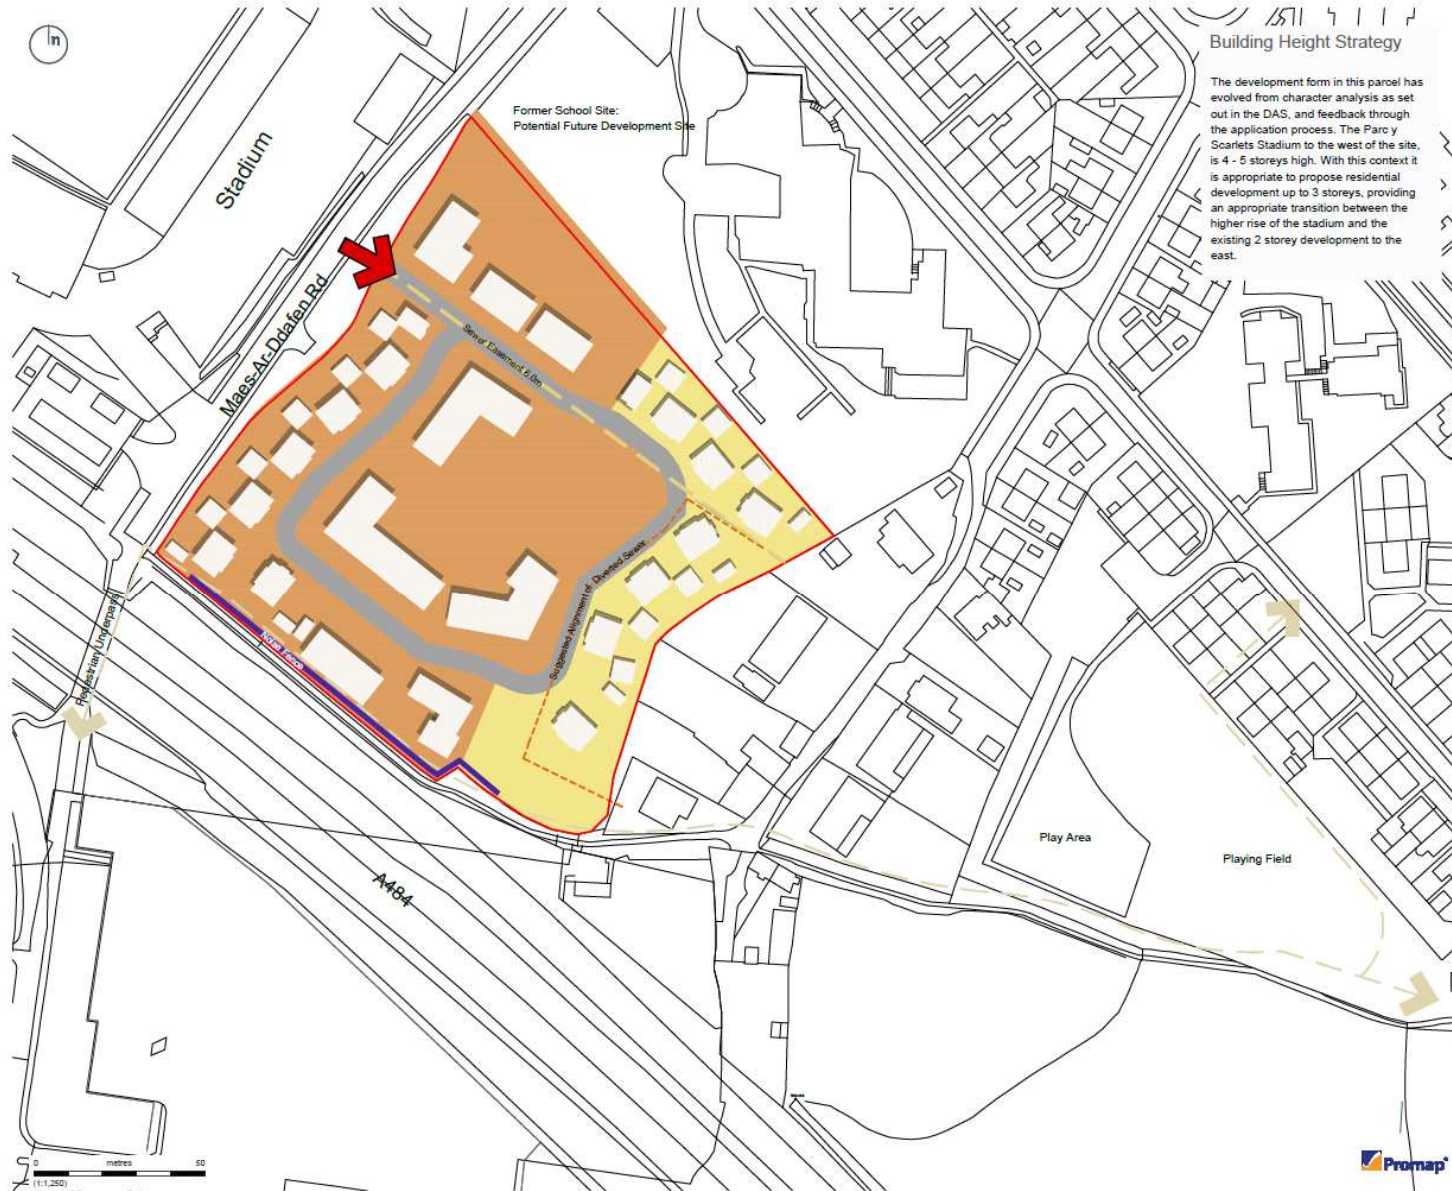 n
Building Height Strategy
The development form in this parcel has
evolved from character analysis as set
out in the DAS, and feedback through
the application process. The Parc y
Scarlets Stadium to the west of the site,
is 4 - 5 storeys high. With this context it
is appropriate to propose residential
development up to 3 storeys, providing
an appropriate transition between the
higher rise of the stadium and the
existing 2 storey development to the
east.
Former School Site:
Potential Future Development Site
Stadium
Maes-Ar-Ddafen Rd
Sewer Easement 6.0m
Suggested Alignment of Diverted Sewer
Noise Fence
Pedestrian Underpass
A484
Play Area
Playing Field
0 metres 50
(1:1,250)
Promap